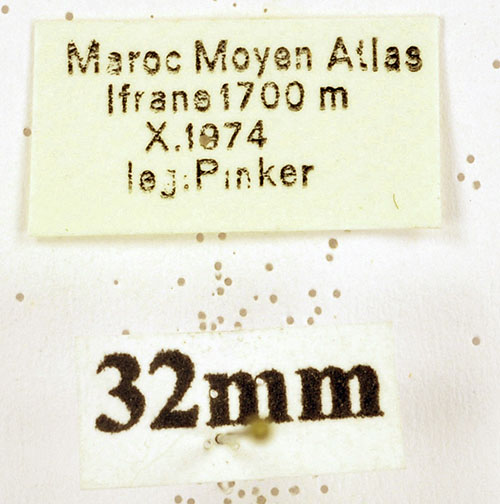 Maroc Moyen Atlas
Ifrane 1700 m
X.1974
leg.Pinker
32mm